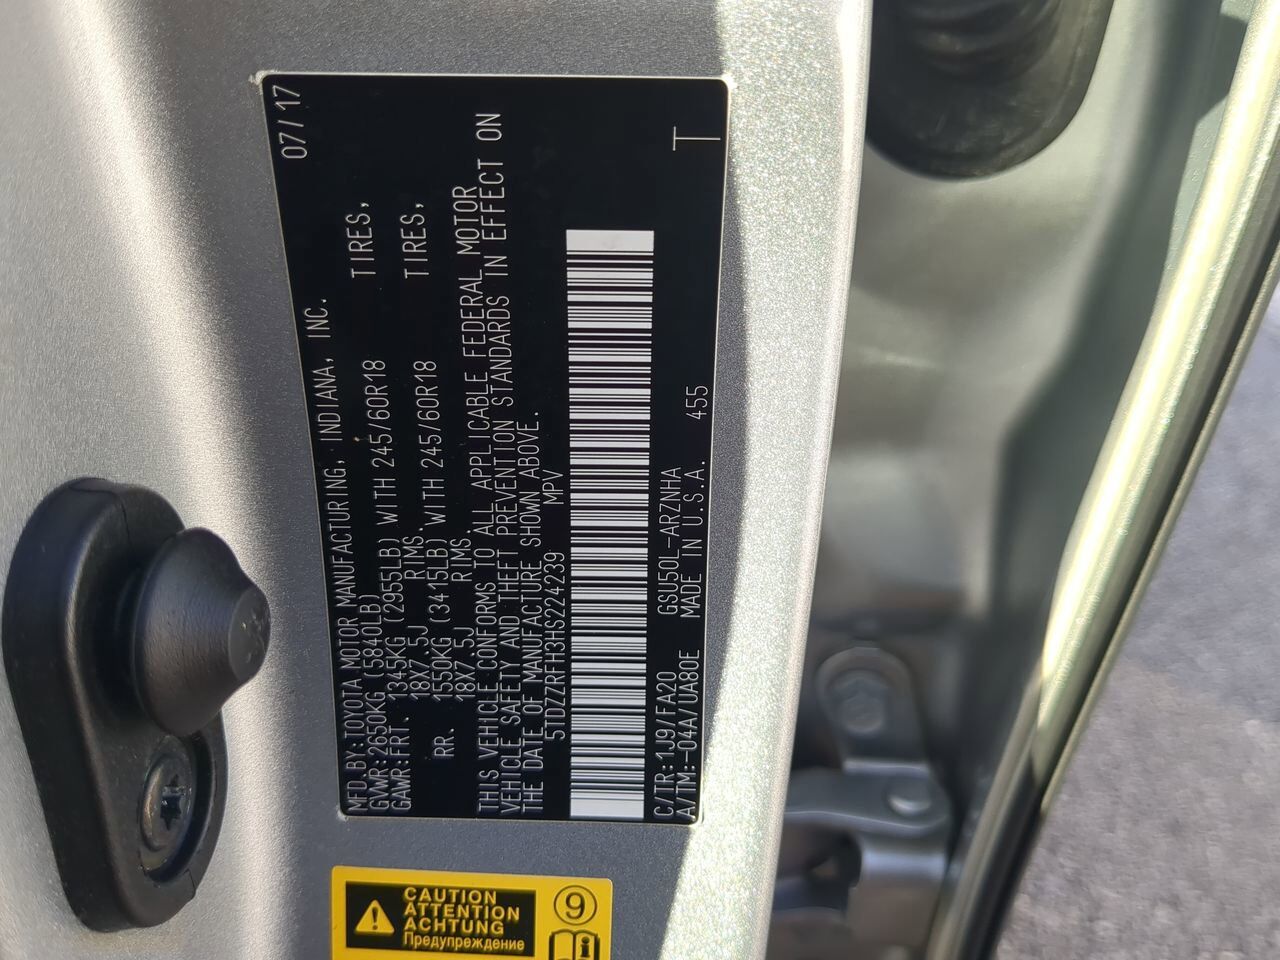 MFD.BY:TOYOTA MOTOR MANUFACTURING, INDIANA, INC. 07/17
GVWR:2650KG (5840LB)
GAWR:FRT. 1345KG (2955LB) WITH 245/60R18 TIRES,
18X7.5J RIMS.
RR. 1550KG (3415LB) WITH 245/60R18 TIRES,
18X7.5J RIMS
THIS VEHICLE CONFORMS TO ALL APPLICABLE FEDERAL MOTOR
VEHICLE SAFETY AND THEFT PREVENTION STANDARDS IN EFFECT ON
THE DATE OF MANUFACTURE SHOWN ABOVE.
5TDZZRFH3HS224239 MPV
C/TR:1J9/FA20 GSU50L-ARZNHA
A/TM:-04A/UA80E MADE IN U.S.A. 455
T
CAUTION
ATTENTION
ACHTUNG
Предупреждение
9
i